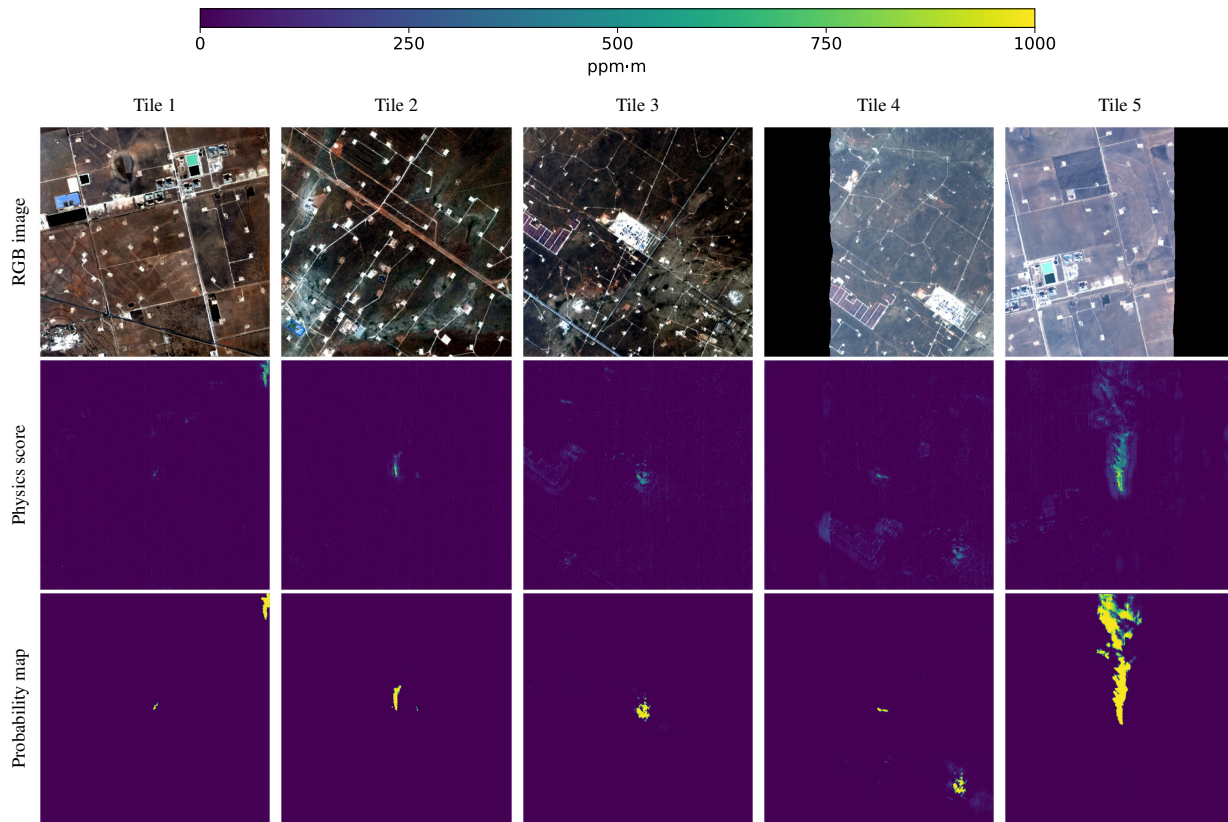 0 250 500 750 1000
ppm·m
Tile 1 Tile 2 Tile 3 Tile 4 Tile 5
RGB image
Physics score
Probability map